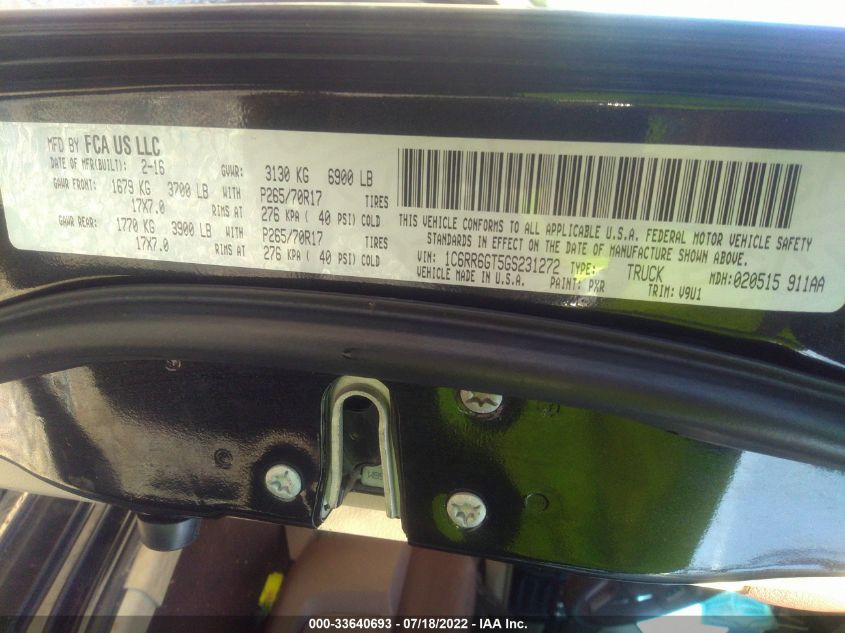 MFD BY FCA US LLC
DATE OF MFR(BUILT): 2-16 GVWR: 3130 KG 6900 LB
GAWR FRONT: 1679 KG 3700 LB WITH P265/70R17 TIRES
17X7.0 RIMS AT 276 KPA ( 40 PSI) COLD
GAWR REAR: 1770 KG 3900 LB WITH P265/70R17 TIRES
17X7.0 RIMS AT 276 KPA ( 40 PSI) COLD
THIS VEHICLE CONFORMS TO ALL APPLICABLE U.S.A. FEDERAL MOTOR VEHICLE SAFETY
STANDARDS IN EFFECT ON THE DATE OF MANUFACTURE SHOWN ABOVE.
VIN: 1C6RR6GT5GS231272 TYPE: TRUCK MDH:020515 911AA
VEHICLE MADE IN U.S.A. PAINT: PXR TRIM: V9U1
000-33640693 / 07/18/2022 - IAA Inc.